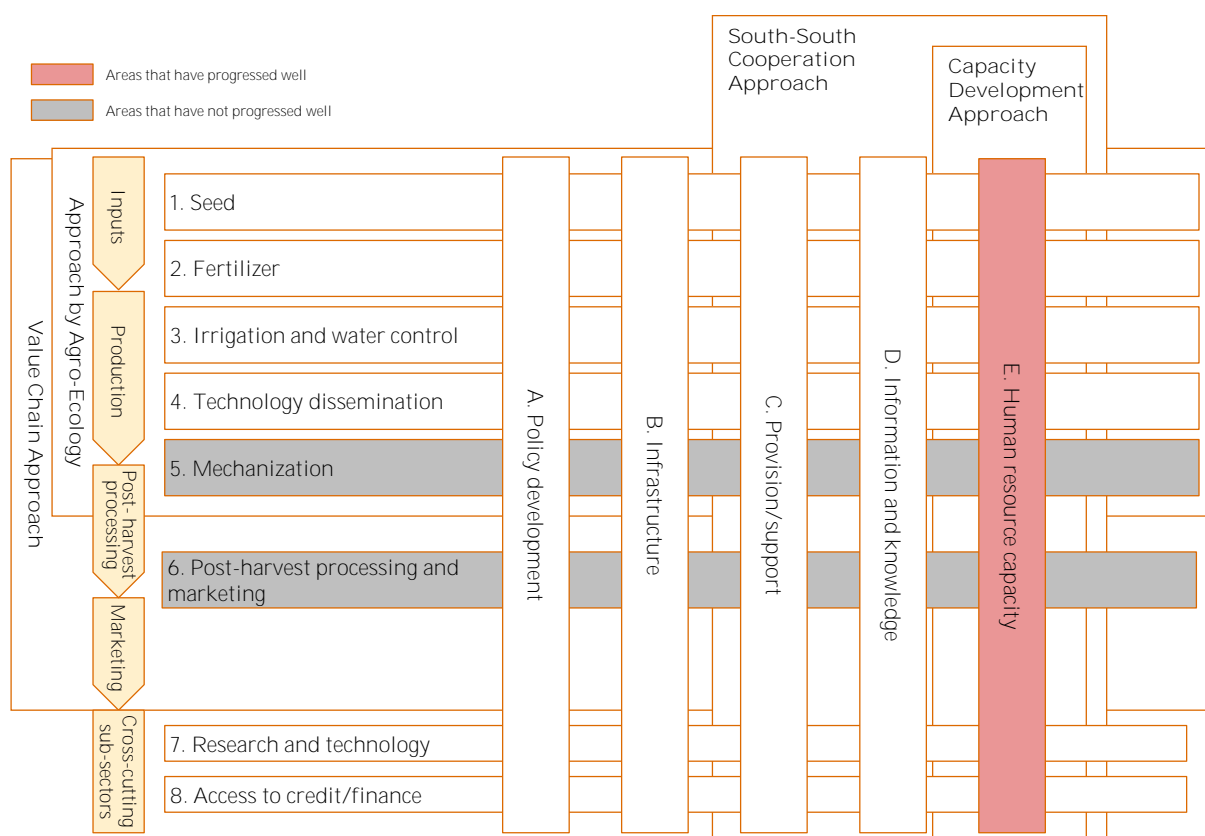 South-South
Cooperation
Approach
Capacity
Development
Approach
Areas that have progressed well
Areas that have not progressed well
Value Chain Approach
Approach by Agro-Ecology
Inputs
Production
Post- harvest
processing
Marketing
Cross-cutting
sub-sectors
1. Seed
2. Fertilizer
3. Irrigation and water control
4. Technology dissemination
5. Mechanization
6. Post-harvest processing and
marketing
7. Research and technology
8. Access to credit/finance
A. Policy development
B. Infrastructure
C. Provision/support
D. Information and knowledge
E. Human resource capacity